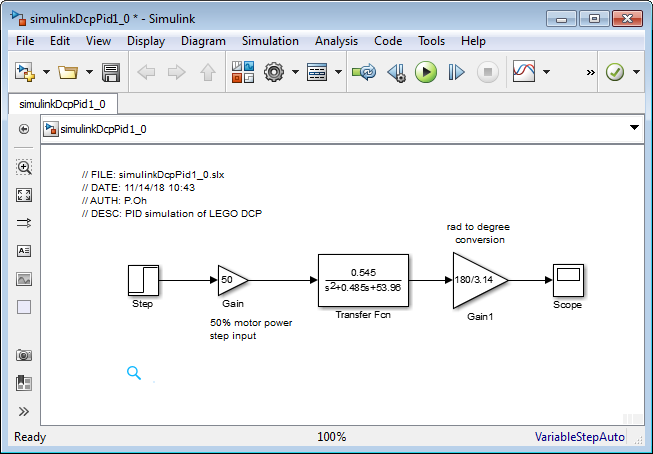 simulinkDcpPid1_0 * - Simulink
File Edit View Display Diagram Simulation Analysis Code Tools Help
»
simulinkDcpPid1_0
simulinkDcpPid1_0
// FILE: simulinkDcpPid1_0.slx
// DATE: 11/14/18 10:43
// AUTH: P.Oh
// DESC: PID simulation of LEGO DCP
rad to degree
conversion
0.545
50
s2+0.485s+53.96
180/3.14
Step
Gain
Transfer Fcn
Gain1
Scope
50% motor power
step input
Ready 100% VariableStepAuto